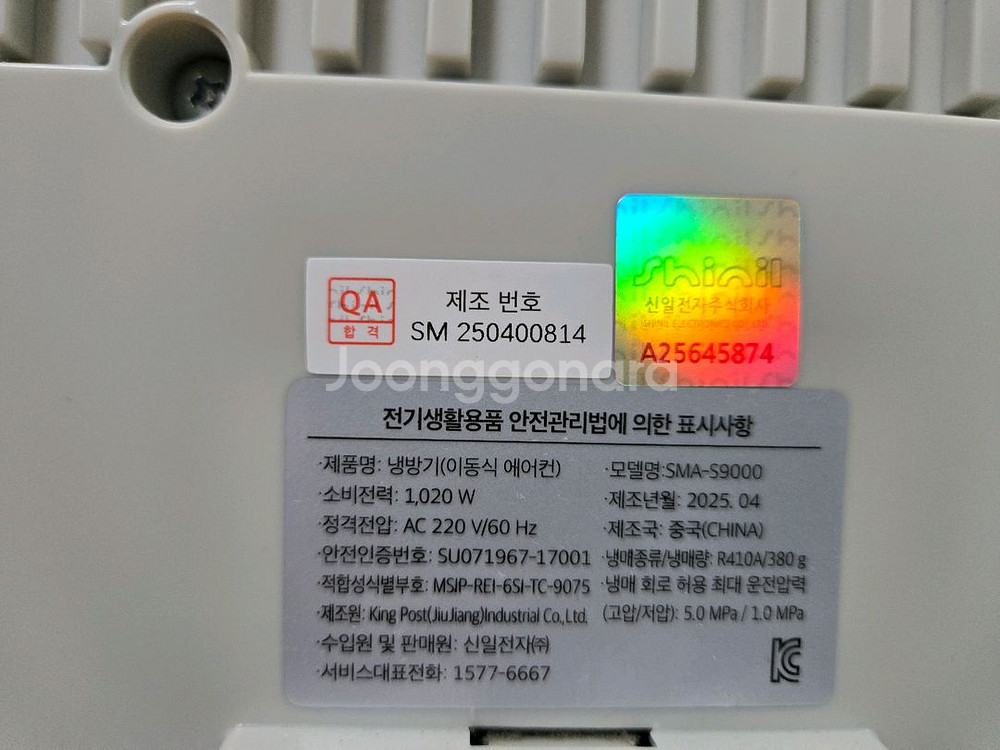 QA
합 격
제조 번호
SM 250400814
shinil
신일전자주식회사
SHINIL ELECTRONICS CO., LTD.
A25645874
Joonggonara
전기생활용품 안전관리법에 의한 표시사항
·제품명: 냉방기(이동식 에어컨)
·모델명:SMA-S9000
·소비전력: 1,020 W
·제조년월: 2025. 04
·정격전압: AC 220 V/60 Hz
·제조국: 중국(CHINA)
·안전인증번호: SU071967-17001
·냉매종류/냉매량: R410A/380 g
·적합성식별부호: MSIP-REI-6SI-TC-9075
·냉매 회로 허용 최대 운전압력
·제조원: King Post(JiuJiang)Industrial Co.,Ltd.
(고압/저압): 5.0 MPa / 1.0 MPa
·수입원 및 판매원: 신일전자㈜
·서비스대표전화: 1577-6667